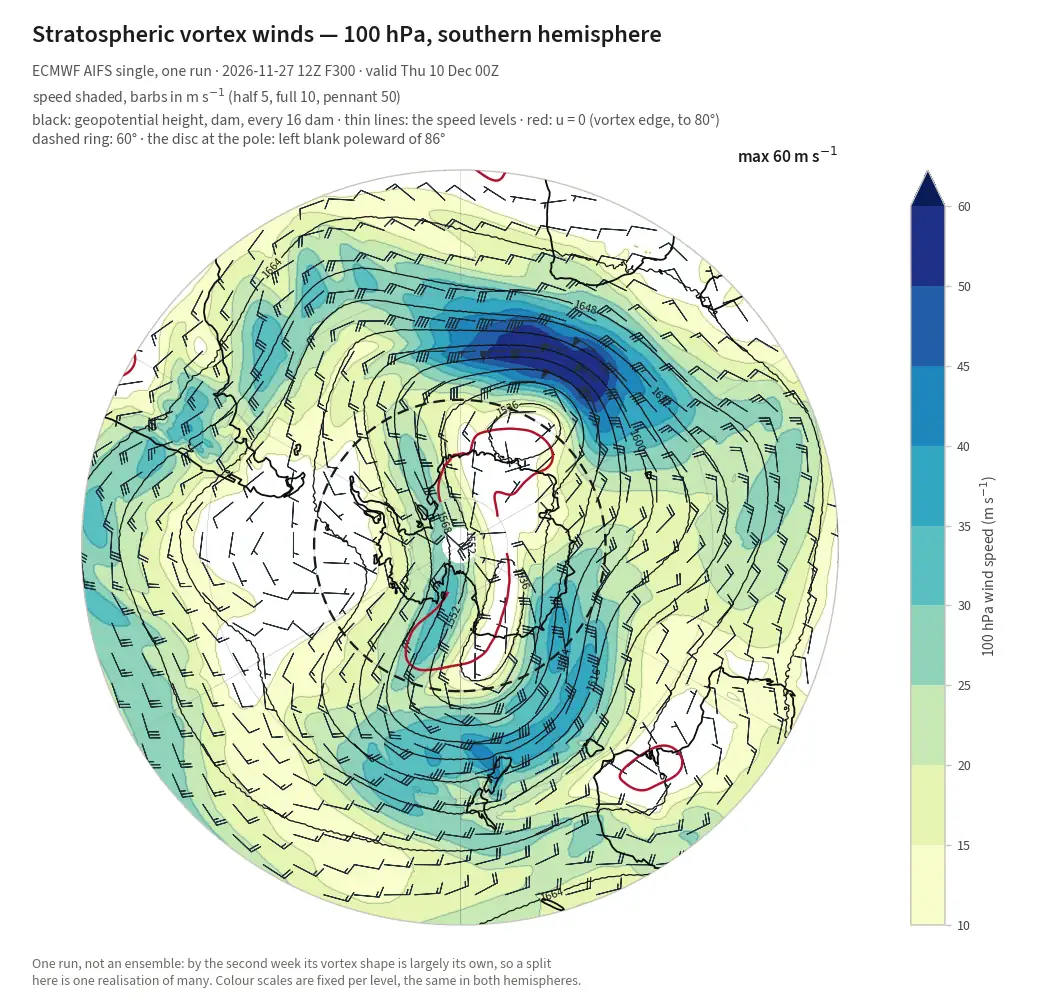 Stratospheric vortex winds — 100 hPa, southern hemisphere
ECMWF AIFS single, one run · 2026-11-27 12Z F300 · valid Thu 10 Dec 00Z
speed shaded, barbs in m s⁻¹ (half 5, full 10, pennant 50)
black: geopotential height, dam, every 16 dam · thin lines: the speed levels · red: u = 0 (vortex edge, to 80°)
dashed ring: 60° · the disc at the pole: left blank poleward of 86°
max 60 m s⁻¹
60
50
45
40
35
30
25
20
15
10
100 hPa wind speed (m s⁻¹)
1664
1648
1536
1600
1568
1552
1552
1616
1664
One run, not an ensemble: by the second week its vortex shape is largely its own, so a split
here is one realisation of many. Colour scales are fixed per level, the same in both hemispheres.